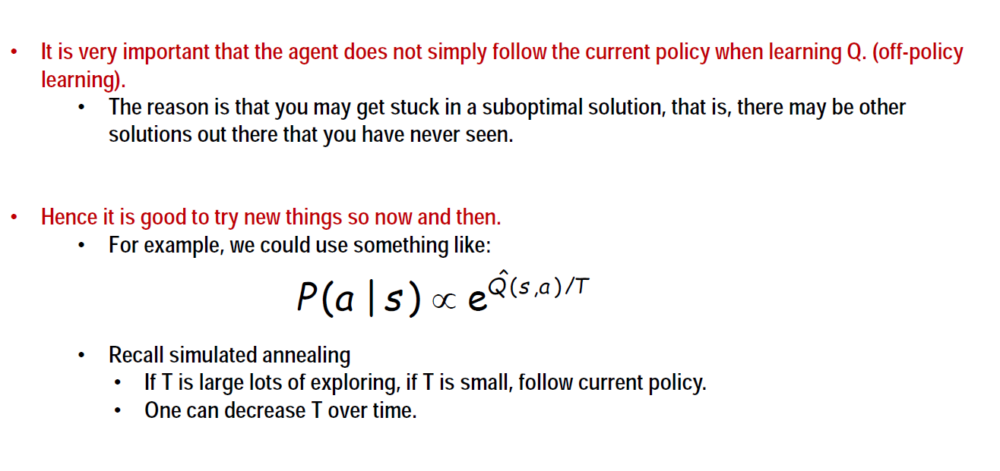 • It is very important that the agent does not simply follow the current policy when learning Q. (off-policy
learning).
• The reason is that you may get stuck in a suboptimal solution, that is, there may be other
solutions out there that you have never seen.
• Hence it is good to try new things so now and then.
• For example, we could use something like:
P(a|s) ∝ e^{Q̂(s,a)/T}
• Recall simulated annealing
• If T is large lots of exploring, if T is small, follow current policy.
• One can decrease T over time.